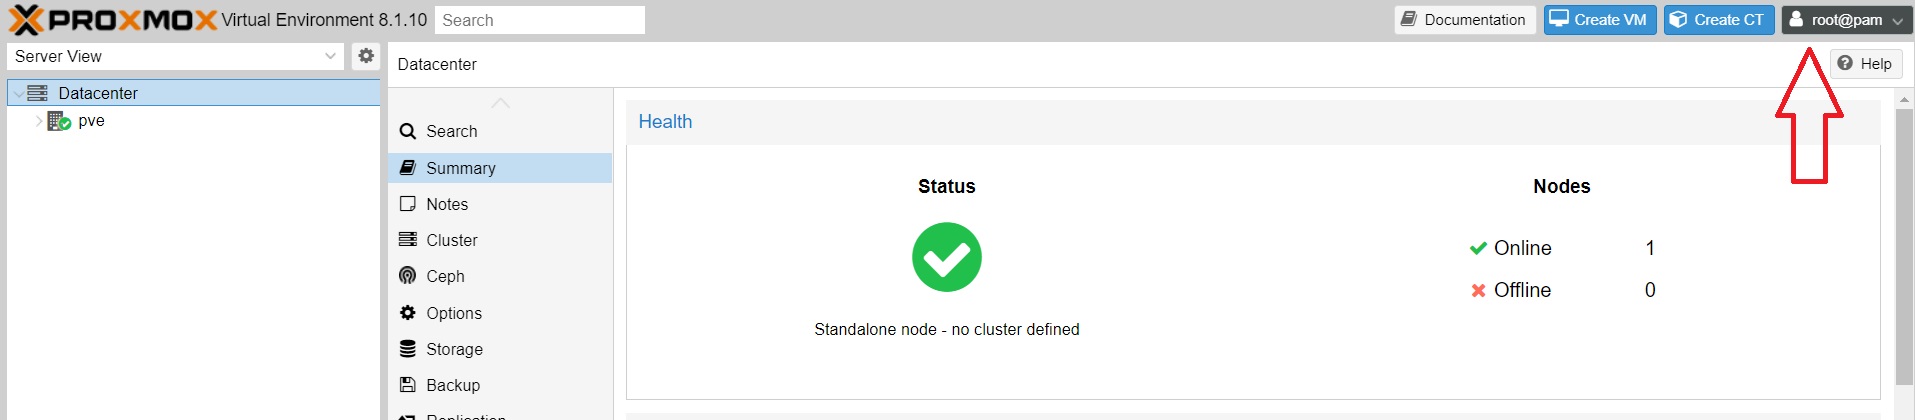 PROXMOX Virtual Environment 8.1.10 Search Documentation Create VM Create CT root@pam
Server View
Datacenter
pve
Datacenter
Help
Search
Summary
Notes
Cluster
Ceph
Options
Storage
Backup
Replication
Health
Status
Standalone node - no cluster defined
Nodes
Online 1
Offline 0